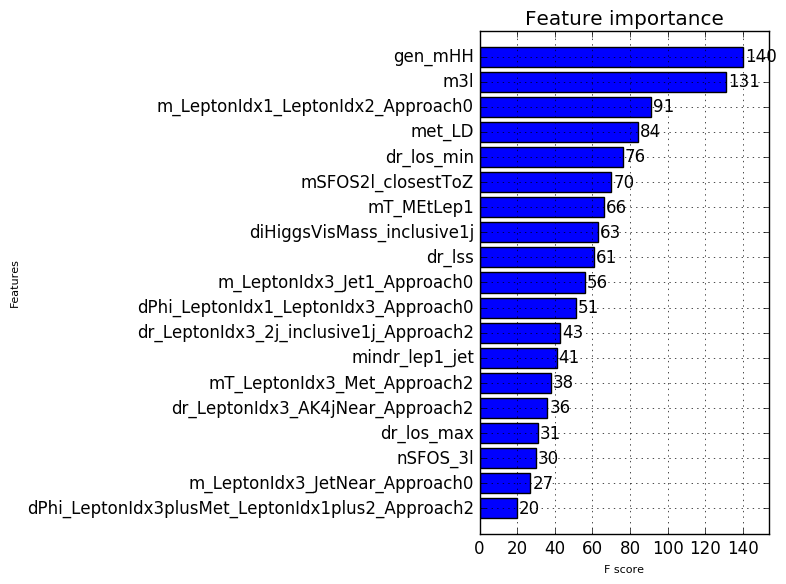 Feature importance
Features
gen_mHH 140
m3l 131
m_LeptonIdx1_LeptonIdx2_Approach0 91
met_LD 84
dr_los_min 76
mSFOS2l_closestToZ 70
mT_MEtLep1 66
diHiggsVisMass_inclusive1j 63
dr_lss 61
m_LeptonIdx3_Jet1_Approach0 56
dPhi_LeptonIdx1_LeptonIdx3_Approach0 51
dr_LeptonIdx3_2j_inclusive1j_Approach2 43
mindr_lep1_jet 41
mT_LeptonIdx3_Met_Approach2 38
dr_LeptonIdx3_AK4jNear_Approach2 36
dr_los_max 31
nSFOS_3l 30
m_LeptonIdx3_JetNear_Approach0 27
dPhi_LeptonIdx3plusMet_LeptonIdx1plus2_Approach2 20
0 20 40 60 80 100 120 140
F score